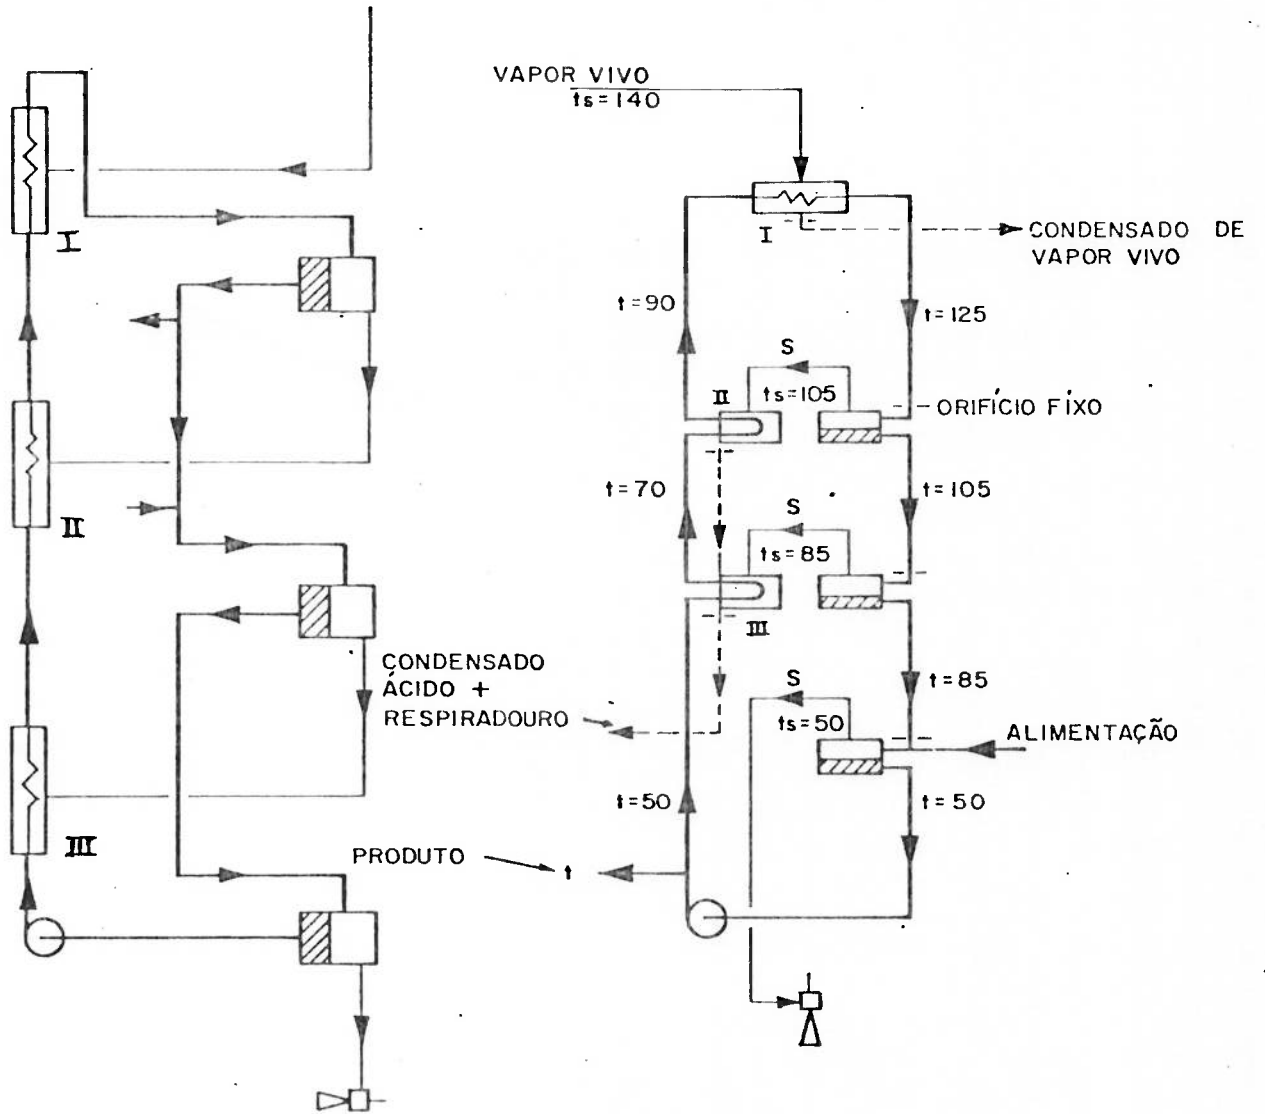 VAPOR VIVO
ts=140
I
I
CONDENSADO DE
VAPOR VIVO
t=90
t=125
S
ts=105
II
ORIFÍCIO FIXO
II
t=70
t=105
S
ts=85
III
CONDENSADO
ÁCIDO +
RESPIRADOURO
S
ts=50
t=85
ALIMENTAÇÃO
III
t=50
t=50
PRODUTO
t